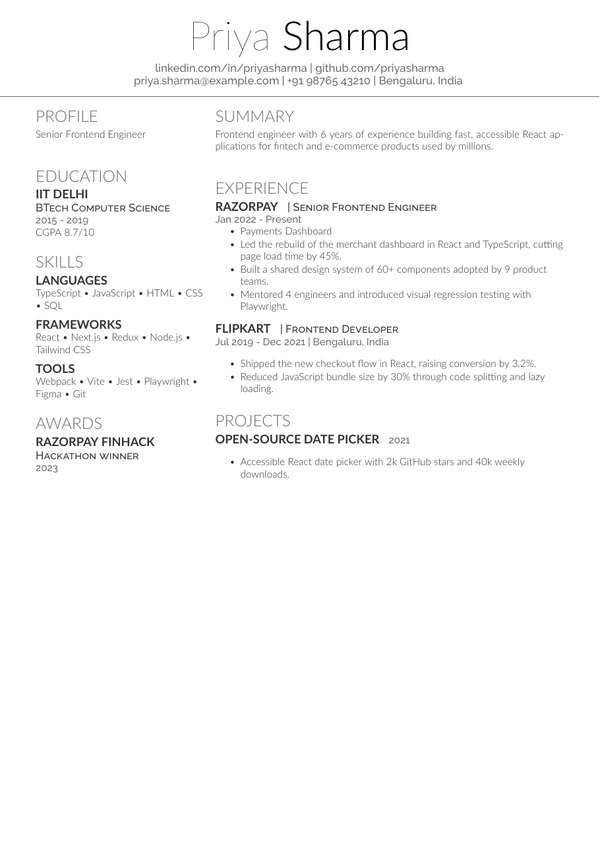 Priya Sharma
linkedin.com/in/priyasharma | github.com/priyasharma
priya.sharma@example.com | +91 98765 43210 | Bengaluru, India
PROFILE
Senior Frontend Engineer
EDUCATION
IIT DELHI
BTech Computer Science
2015 - 2019
CGPA 8.7/10
SKILLS
LANGUAGES
TypeScript • JavaScript • HTML • CSS
• SQL
FRAMEWORKS
React • Next.js • Redux • Node.js •
Tailwind CSS
TOOLS
Webpack • Vite • Jest • Playwright •
Figma • Git
AWARDS
RAZORPAY FINHACK
Hackathon winner
2023
SUMMARY
Frontend engineer with 6 years of experience building fast, accessible React ap-
plications for fintech and e-commerce products used by millions.
EXPERIENCE
RAZORPAY | Senior Frontend Engineer
Jan 2022 - Present
• Payments Dashboard
• Led the rebuild of the merchant dashboard in React and TypeScript, cutting
page load time by 45%.
• Built a shared design system of 60+ components adopted by 9 product
teams.
• Mentored 4 engineers and introduced visual regression testing with
Playwright.
FLIPKART | Frontend Developer
Jul 2019 - Dec 2021 | Bengaluru, India
• Shipped the new checkout flow in React, raising conversion by 3.2%.
• Reduced JavaScript bundle size by 30% through code splitting and lazy
loading.
PROJECTS
OPEN-SOURCE DATE PICKER 2021
• Accessible React date picker with 2k GitHub stars and 40k weekly
downloads.